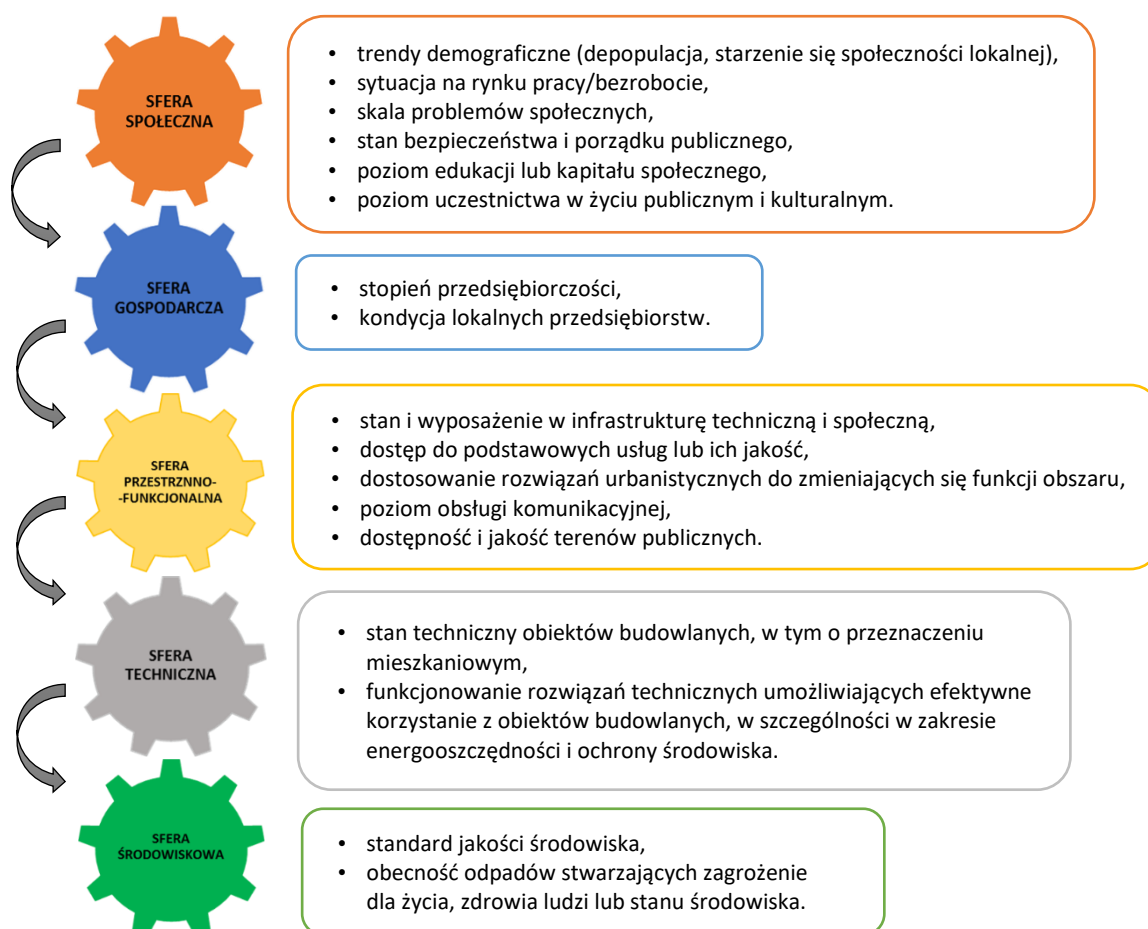 SFERA
SPOŁECZNA
• trendy demograficzne (depopulacja, starzenie się społeczności lokalnej),
• sytuacja na rynku pracy/bezrobocie,
• skala problemów społecznych,
• stan bezpieczeństwa i porządku publicznego,
• poziom edukacji lub kapitału społecznego,
• poziom uczestnictwa w życiu publicznym i kulturalnym.
SFERA
GOSPODARCZA
• stopień przedsiębiorczości,
• kondycja lokalnych przedsiębiorstw.
SFERA
PRZESTRZNNO-
-FUNKCJONALNA
• stan i wyposażenie w infrastrukturę techniczną i społeczną,
• dostęp do podstawowych usług lub ich jakość,
• dostosowanie rozwiązań urbanistycznych do zmieniających się funkcji obszaru,
• poziom obsługi komunikacyjnej,
• dostępność i jakość terenów publicznych.
SFERA
TECHNICZNA
• stan techniczny obiektów budowlanych, w tym o przeznaczeniu
mieszkaniowym,
• funkcjonowanie rozwiązań technicznych umożliwiających efektywne
korzystanie z obiektów budowlanych, w szczególności w zakresie
energooszczędności i ochrony środowiska.
SFERA
ŚRODOWISKOWA
• standard jakości środowiska,
• obecność odpadów stwarzających zagrożenie
dla życia, zdrowia ludzi lub stanu środowiska.